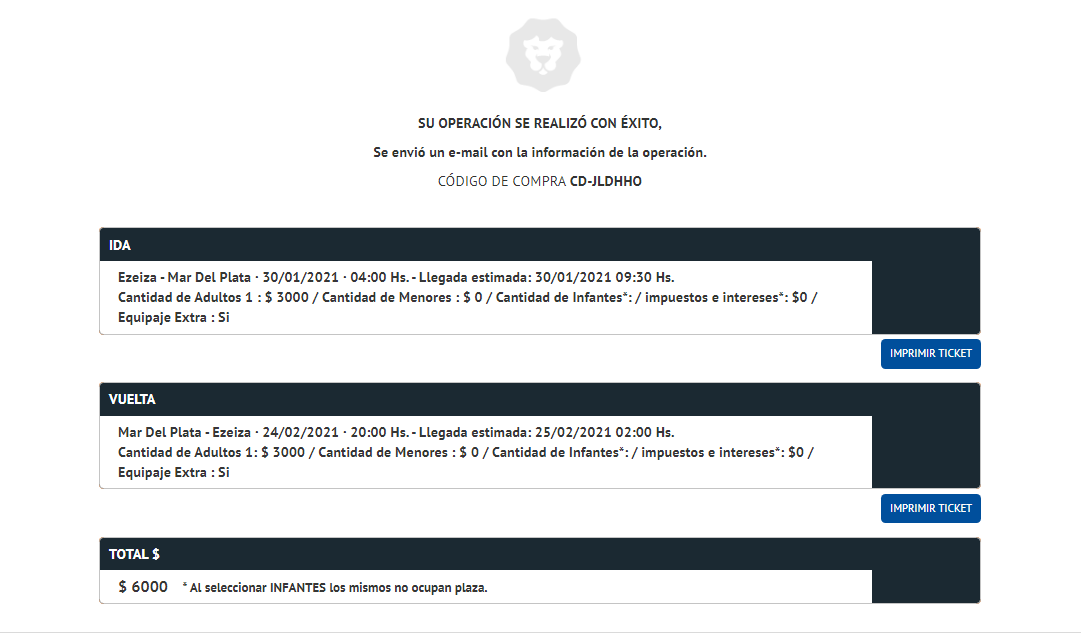 SU OPERACIÓN SE REALIZÓ CON ÉXITO,
Se envió un e-mail con la información de la operación.
CÓDIGO DE COMPRA CD-JLDHHO
IDA
Ezeiza - Mar Del Plata · 30/01/2021 · 04:00 Hs. - Llegada estimada: 30/01/2021 09:30 Hs.
Cantidad de Adultos 1 : $ 3000 / Cantidad de Menores : $ 0 / Cantidad de Infantes*: / impuestos e intereses*: $0 /
Equipaje Extra : Si
IMPRIMIR TICKET
VUELTA
Mar Del Plata - Ezeiza · 24/02/2021 · 20:00 Hs. - Llegada estimada: 25/02/2021 02:00 Hs.
Cantidad de Adultos 1: $ 3000 / Cantidad de Menores : $ 0 / Cantidad de Infantes*: / impuestos e intereses*: $0 /
Equipaje Extra : Si
IMPRIMIR TICKET
TOTAL $
$ 6000 * Al seleccionar INFANTES los mismos no ocupan plaza.